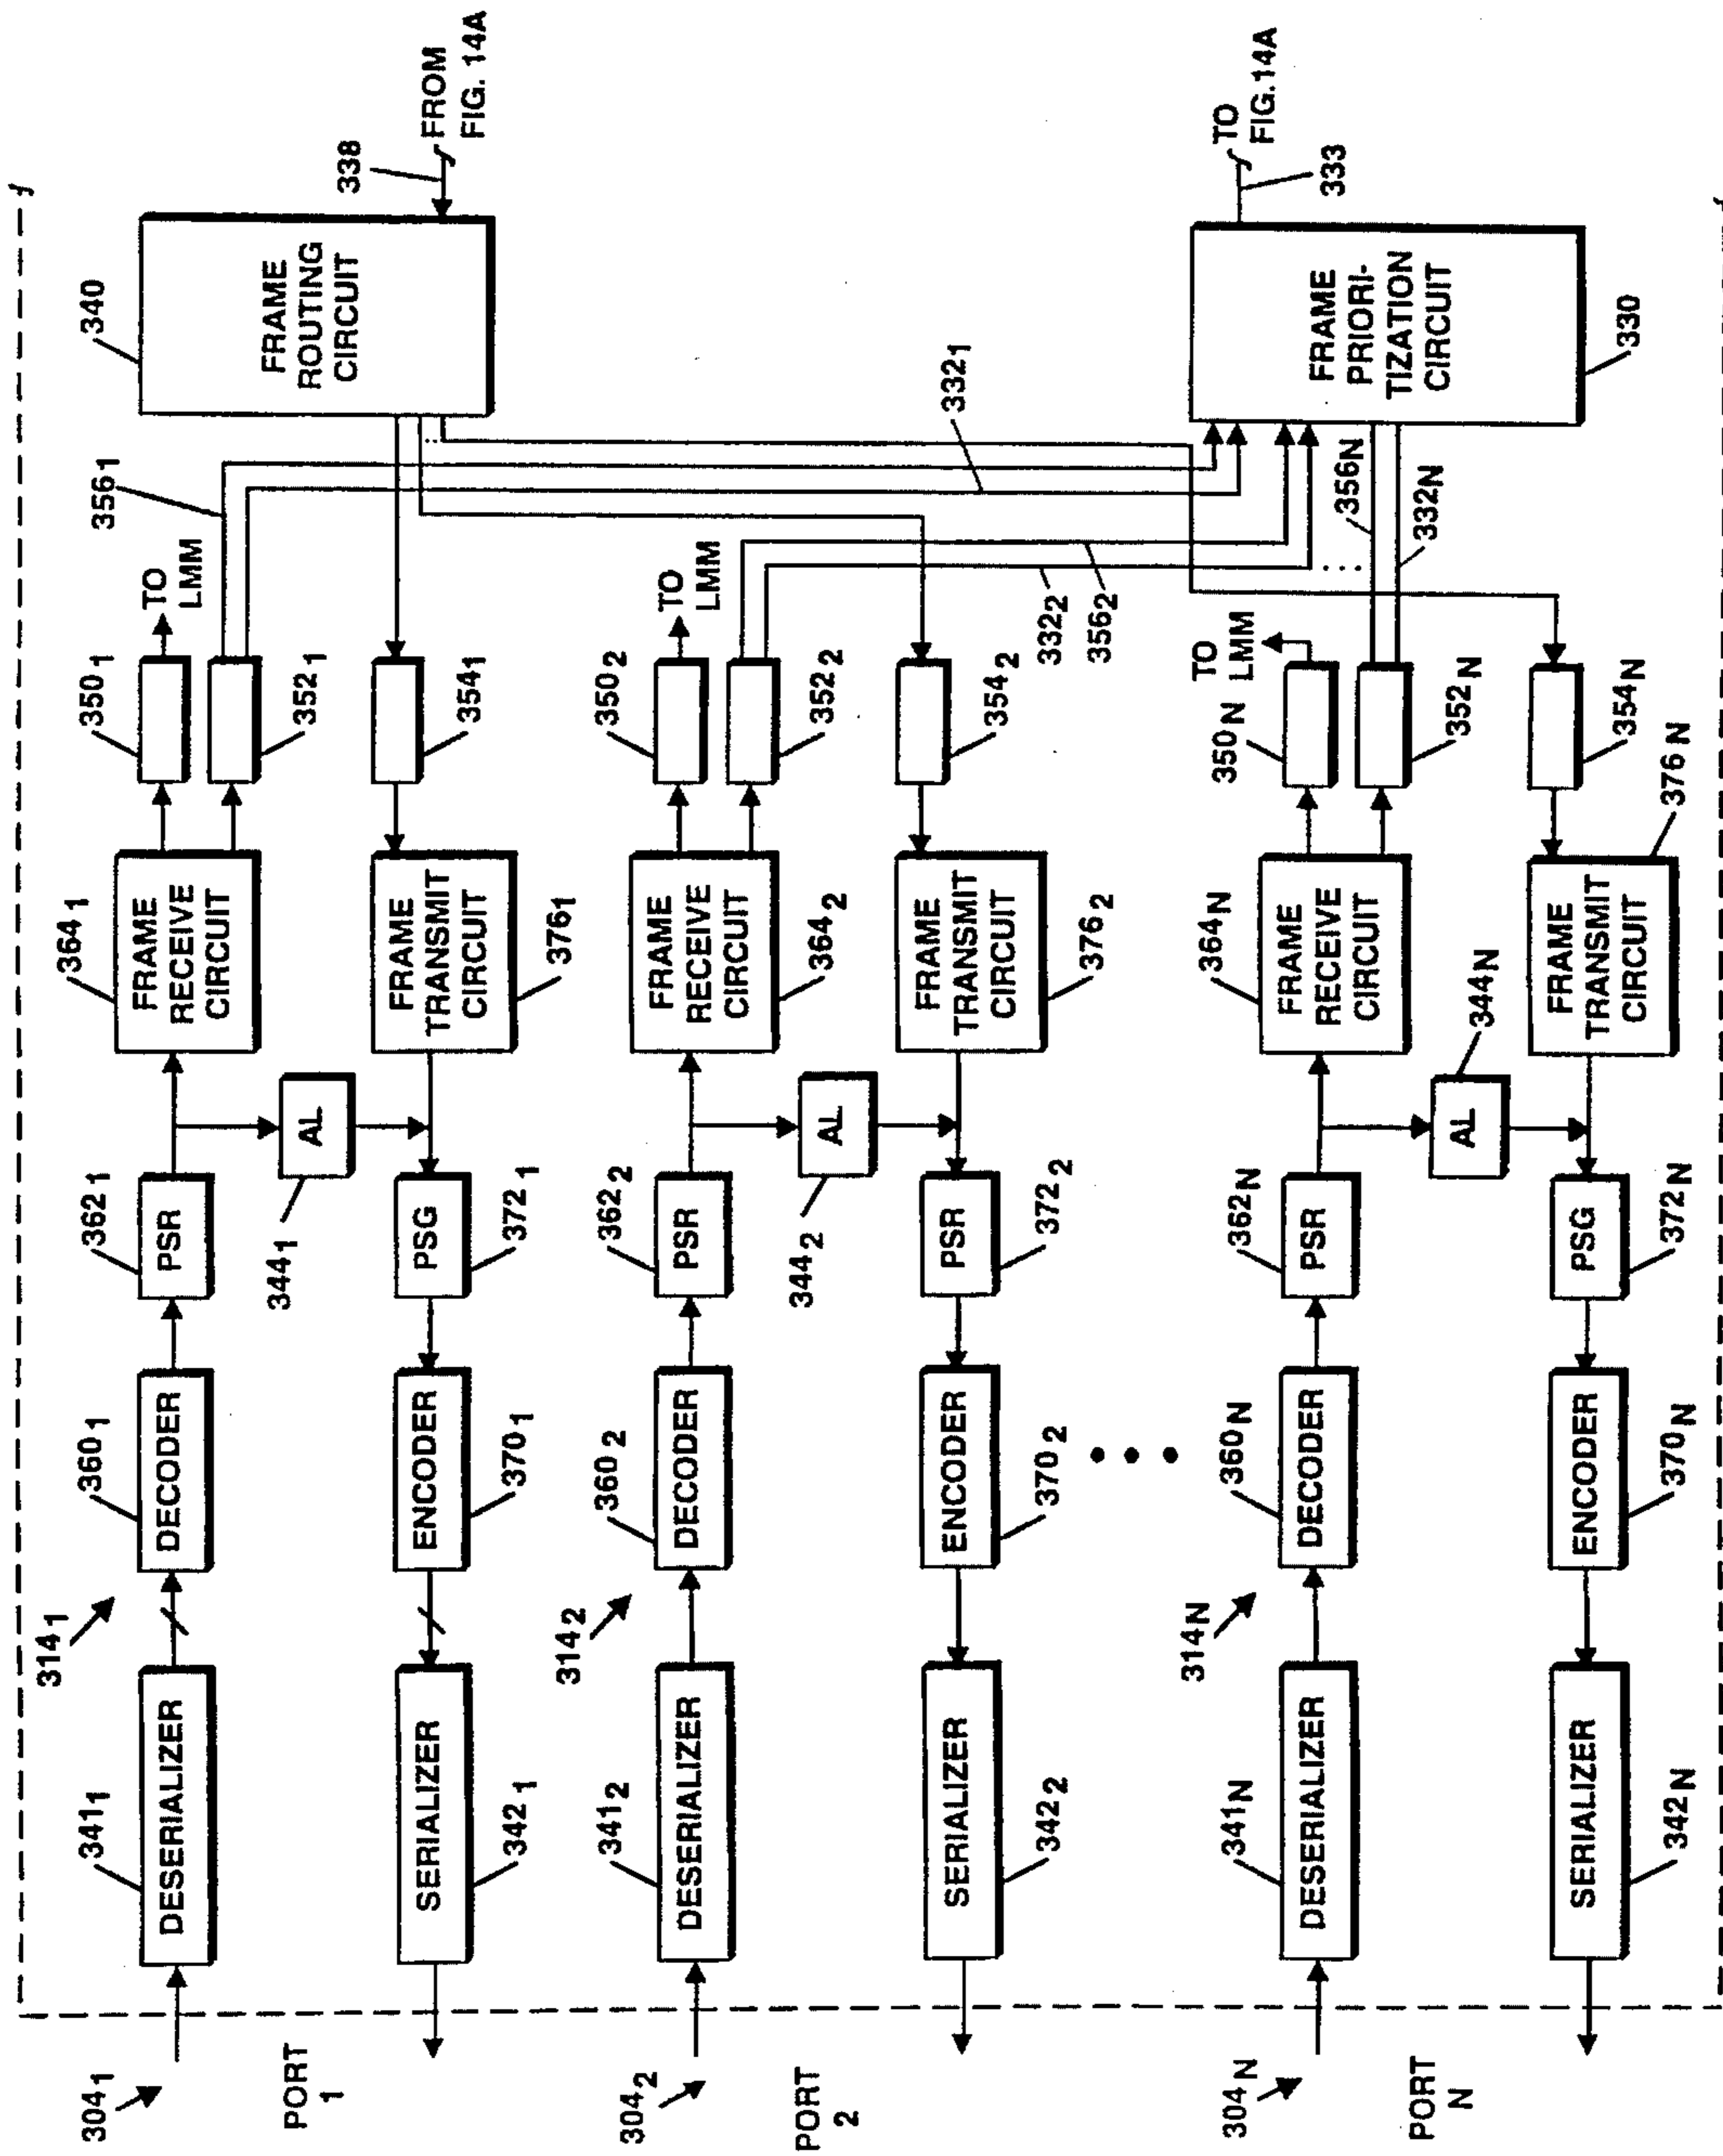 304₁
PORT
1
341₁
DESERIALIZER
314₁
360₁
DECODER
362₁
PSR
364₁
FRAME
RECEIVE
CIRCUIT
350₁
TO
LMM
352₁
356₁
340
FRAME
ROUTING
CIRCUIT
338
FROM
FIG. 14A
SERIALIZER
342₁
ENCODER
370₁
344₁
AL
PSG
372₁
FRAME
TRANSMIT
CIRCUIT
376₁
354₁
332₁
304₂
PORT
2
341₂
DESERIALIZER
314₂
360₂
DECODER
362₂
PSR
364₂
FRAME
RECEIVE
CIRCUIT
350₂
TO
LMM
352₂
SERIALIZER
342₂
ENCODER
370₂
344₂
AL
PSR
372₂
FRAME
TRANSMIT
CIRCUIT
376₂
354₂
332₂
356₂
304N
PORT
N
341N
DESERIALIZER
314N
360N
DECODER
362N
PSR
364N
FRAME
RECEIVE
CIRCUIT
350N
TO
LMM
352N
356N
332N
FRAME
PRIORI-
TIZATION
CIRCUIT
330
333
TO
FIG.14A
SERIALIZER
342N
ENCODER
370N
344N
AL
PSG
372N
FRAME
TRANSMIT
CIRCUIT
376N
354N